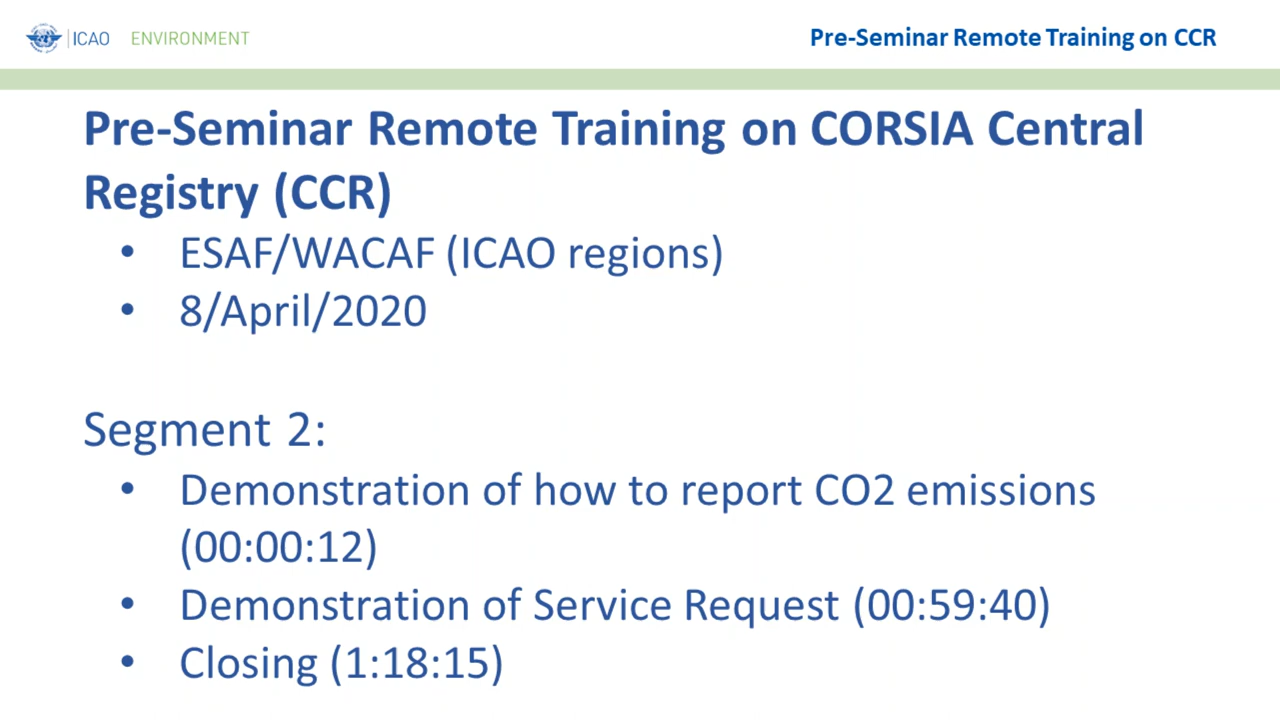 ICAO ENVIRONMENT
Pre-Seminar Remote Training on CCR
Pre-Seminar Remote Training on CORSIA Central
Registry (CCR)
• ESAF/WACAF (ICAO regions)
• 8/April/2020
Segment 2:
• Demonstration of how to report CO2 emissions
(00:00:12)
• Demonstration of Service Request (00:59:40)
• Closing (1:18:15)